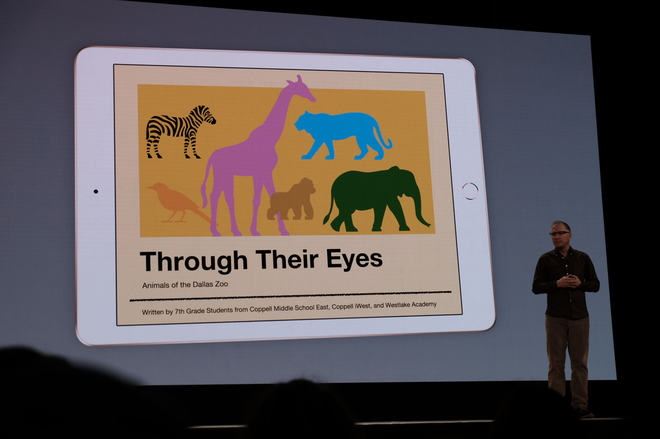 Through Their Eyes
Animals of the Dallas Zoo
Written by 7th Grade Students from Coppell Middle School East, Coppell iWest, and Westlake Academy